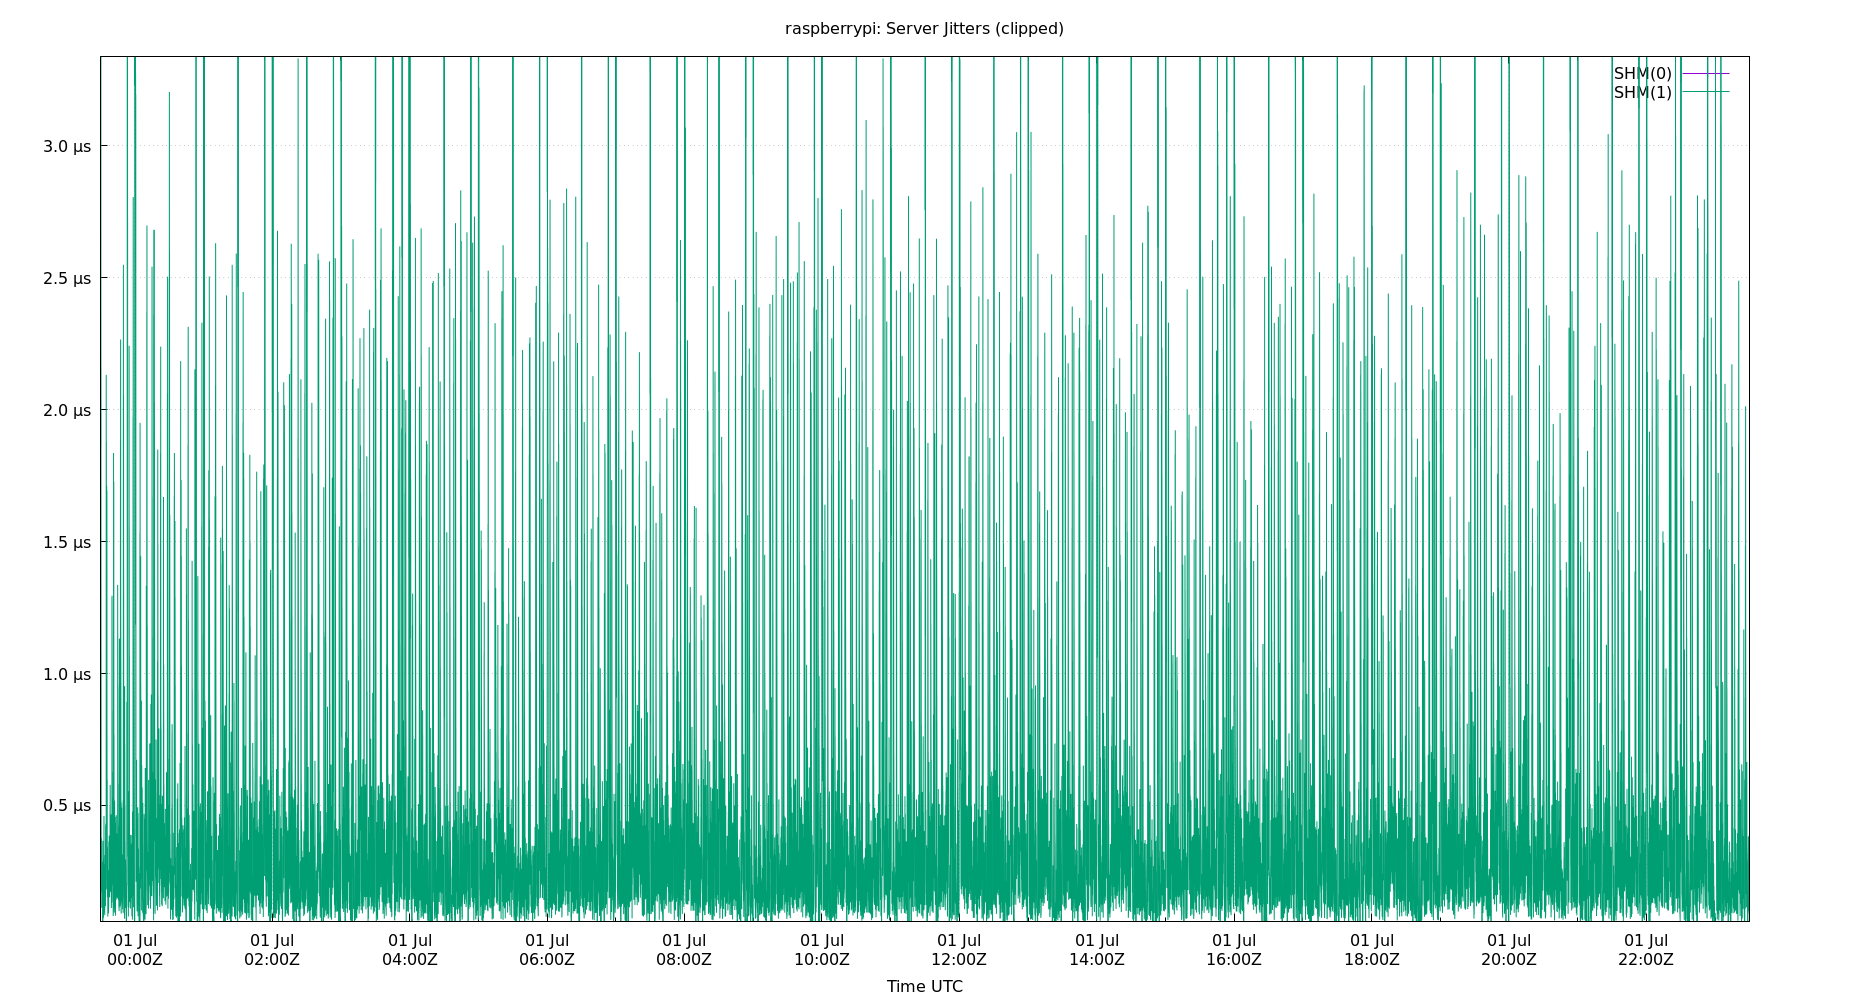 raspberrypi: Server Jitters (clipped)
SHM(0)
SHM(1)
3.0 µs
2.5 µs
2.0 µs
1.5 µs
1.0 µs
0.5 µs
01 Jul 01 Jul 01 Jul 01 Jul 01 Jul 01 Jul 01 Jul 01 Jul 01 Jul 01 Jul 01 Jul 01 Jul
00:00Z 02:00Z 04:00Z 06:00Z 08:00Z 10:00Z 12:00Z 14:00Z 16:00Z 18:00Z 20:00Z 22:00Z
Time UTC